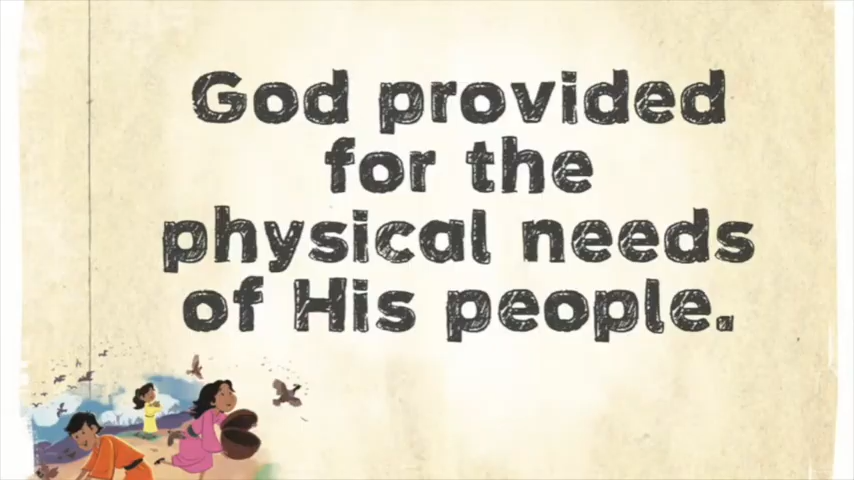 God provided
for the
physical needs
of His people.